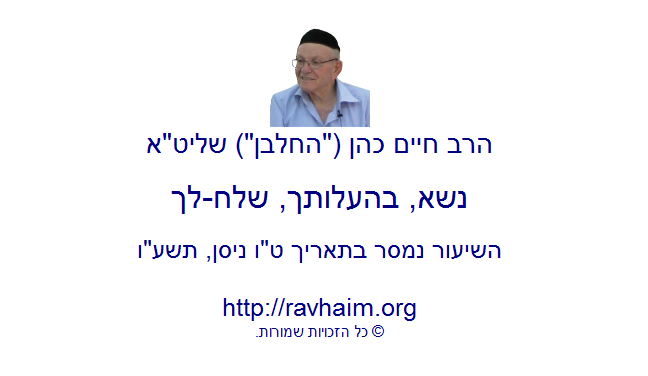 הרב חיים כהן ("החלבן") שליט"א
נשא, בהעלותך, שלח-לך
השיעור נמסר בתאריך ט"ו ניסן, תשע"ו
http://ravhaim.org
© כל הזכויות שמורות.